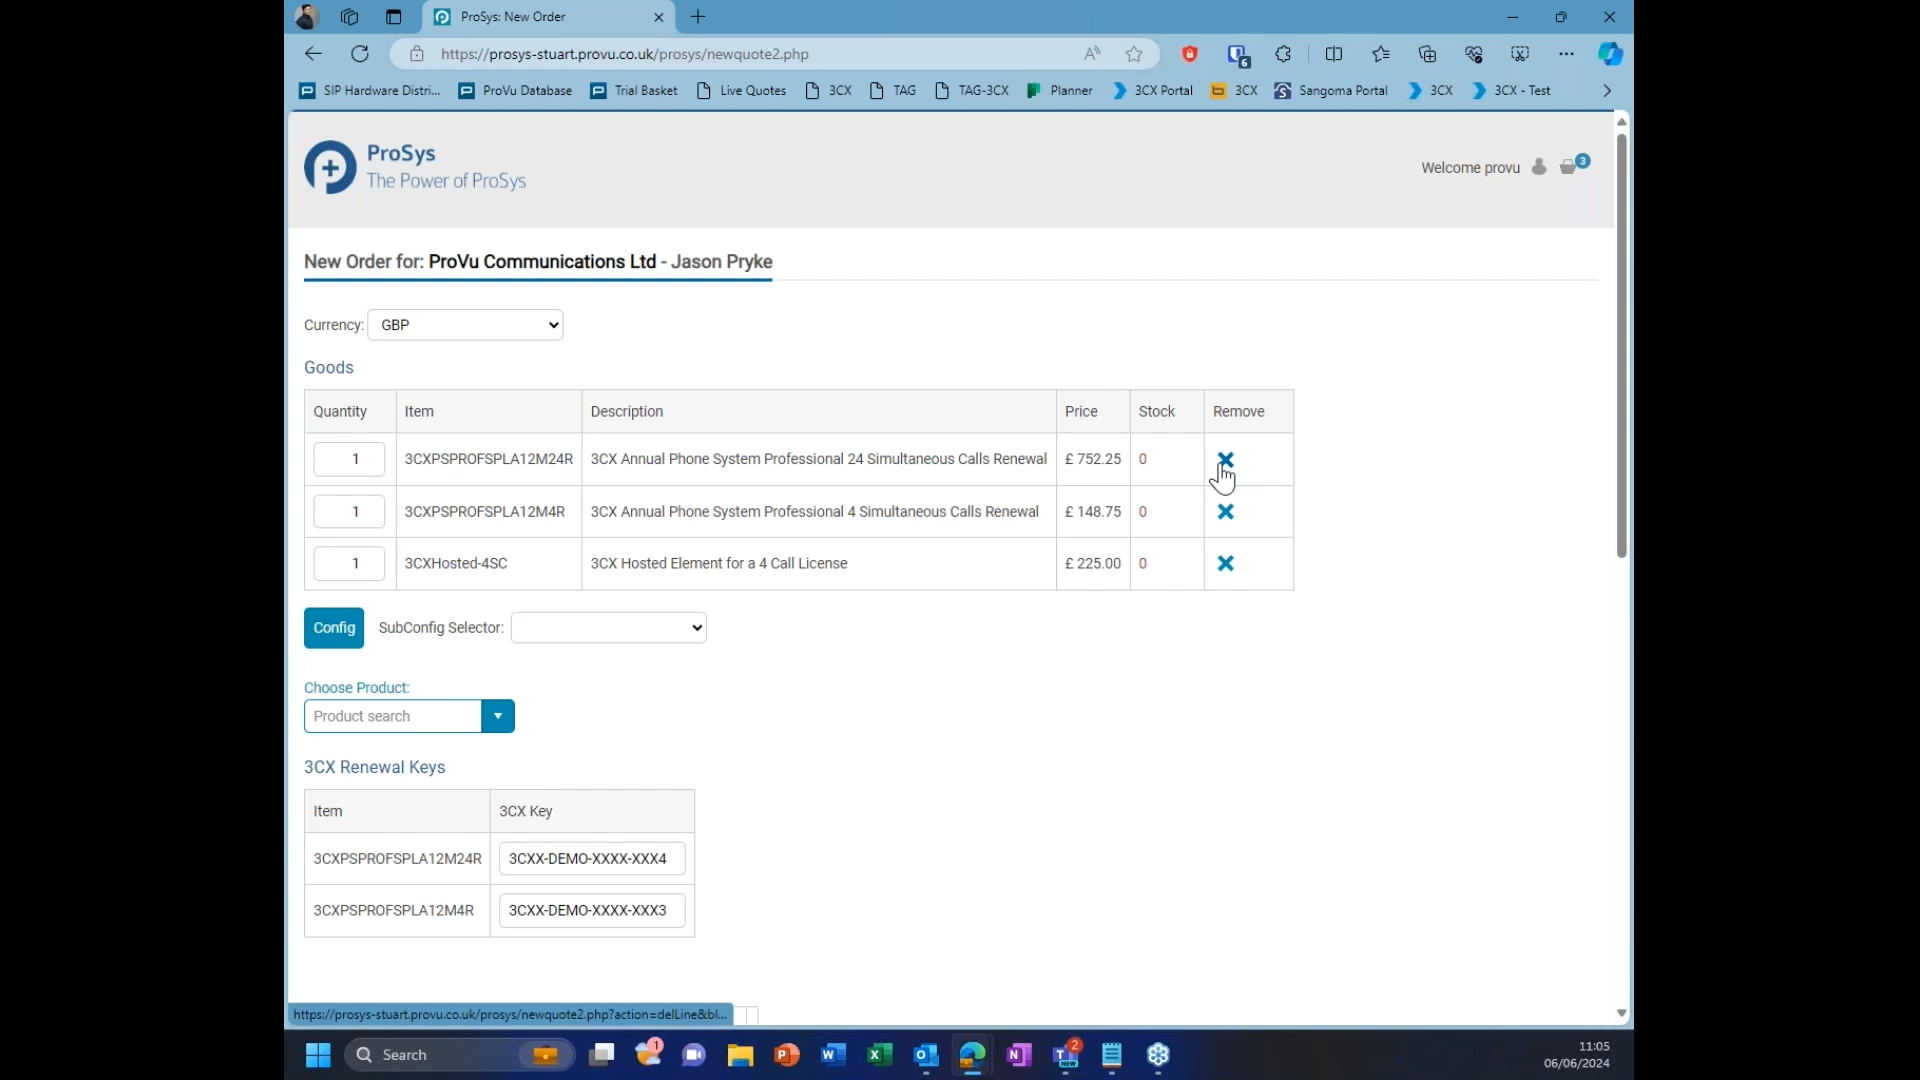 ProSys: New Order
https://prosys-stuart.provu.co.uk/prosys/newquote2.php
6
SIP Hardware Distri...
ProVu Database
Trial Basket
Live Quotes
3CX
TAG
TAG-3CX
Planner
3CX Portal
3CX
Sangoma Portal
3CX
3CX - Test
ProSys
The Power of ProSys
Welcome provu
3
New Order for: ProVu Communications Ltd - Jason Pryke
Currency: GBP
Goods
Quantity Item Description Price Stock Remove
1 3CXPSPROFSPLA12M24R 3CX Annual Phone System Professional 24 Simultaneous Calls Renewal £ 752.25 0
1 3CXPSPROFSPLA12M4R 3CX Annual Phone System Professional 4 Simultaneous Calls Renewal £ 148.75 0
1 3CXHosted-4SC 3CX Hosted Element for a 4 Call License £ 225.00 0
Config SubConfig Selector:
Choose Product:
Product search
3CX Renewal Keys
Item 3CX Key
3CXPSPROFSPLA12M24R 3CXX-DEMO-XXXX-XXX4
3CXPSPROFSPLA12M4R 3CXX-DEMO-XXXX-XXX3
https://prosys-stuart.provu.co.uk/prosys/newquote2.php?action=delLine&bl...
Search
1
2
11:05
06/06/2024